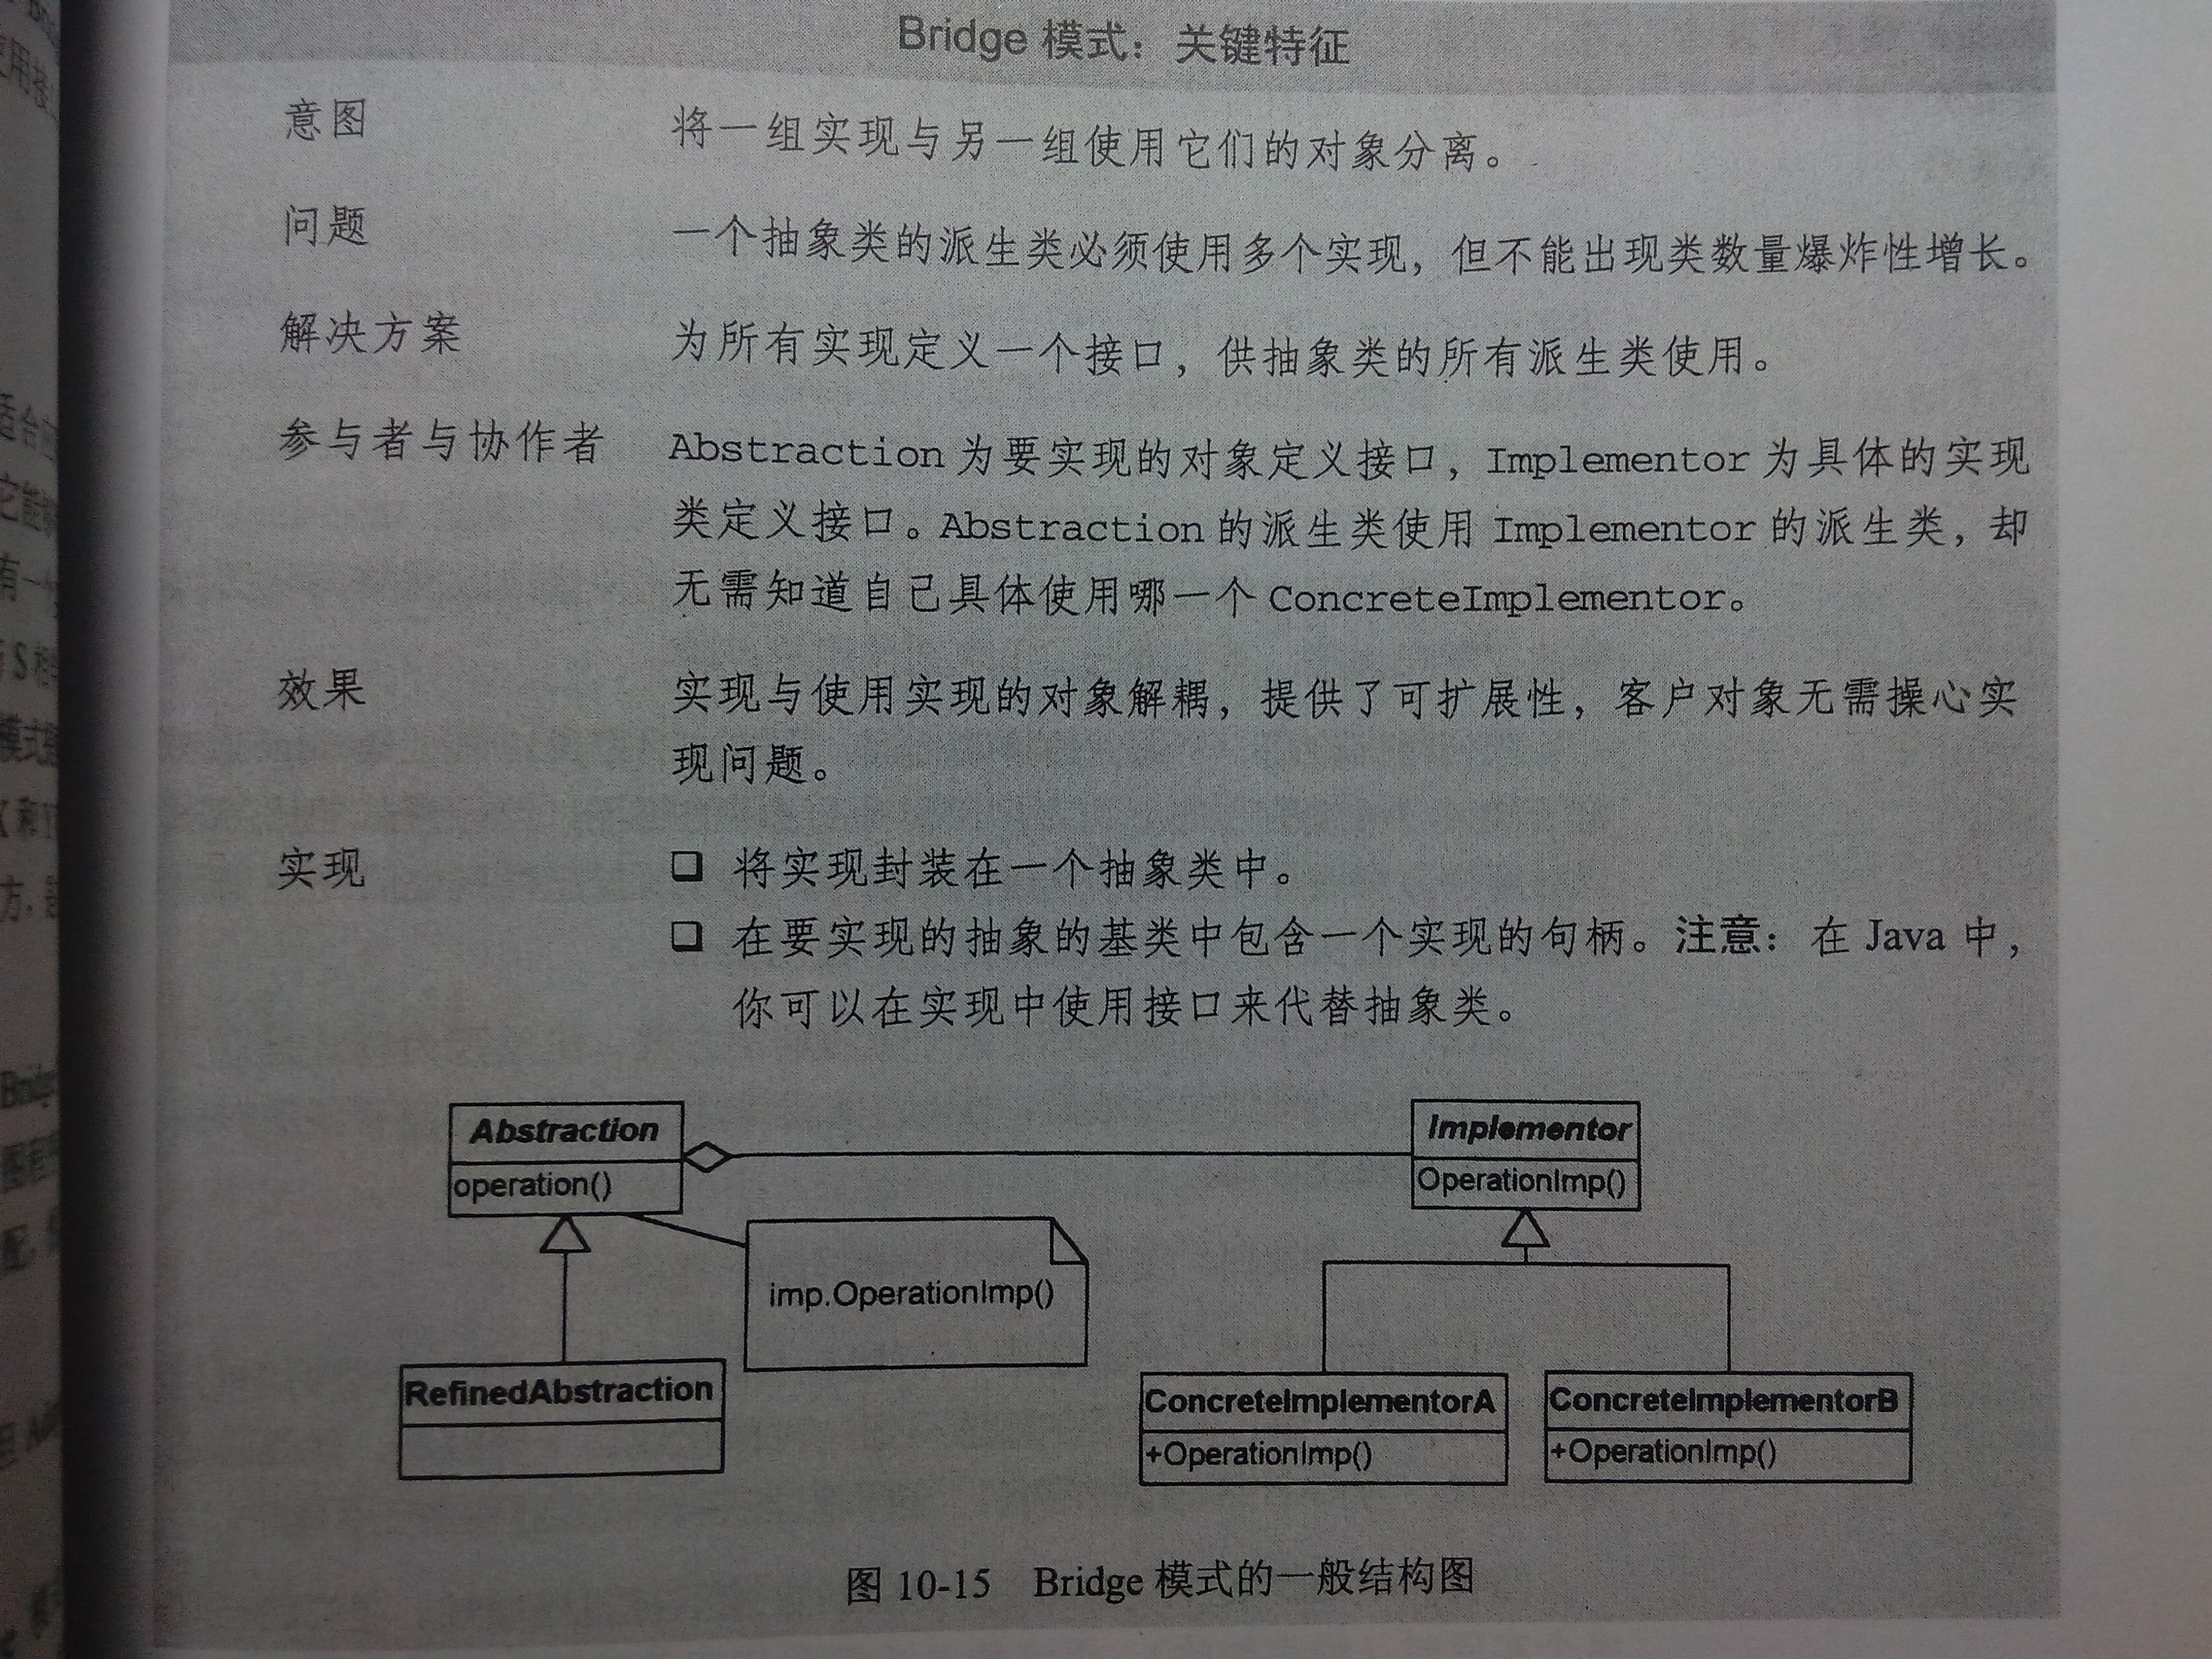 Bridge 模式：关键特征
意图
将一组实现与另一组使用它们的对象分离。
问题
一个抽象类的派生类必须使用多个实现，但不能出现类数量爆炸性增长。
解决方案
为所有实现定义一个接口，供抽象类的所有派生类使用。
参与者与协作者
Abstraction 为要实现的对象定义接口，Implementor 为具体的实现
类定义接口。Abstraction 的派生类使用 Implementor 的派生类，却
无需知道自己具体使用哪一个 ConcreteImplementor。
效果
实现与使用实现的对象解耦，提供了可扩展性，客户对象无需操心实
现问题。
实现
❑ 将实现封装在一个抽象类中。
❑ 在要实现的抽象的基类中包含一个实现的句柄。注意：在 Java 中，
你可以在实现中使用接口来代替抽象类。
Abstraction
operation()
Implementor
OperationImp()
imp.OperationImp()
RefinedAbstraction
ConcreteImplementorA
+OperationImp()
ConcreteImplementorB
+OperationImp()
图 10-15 Bridge 模式的一般结构图